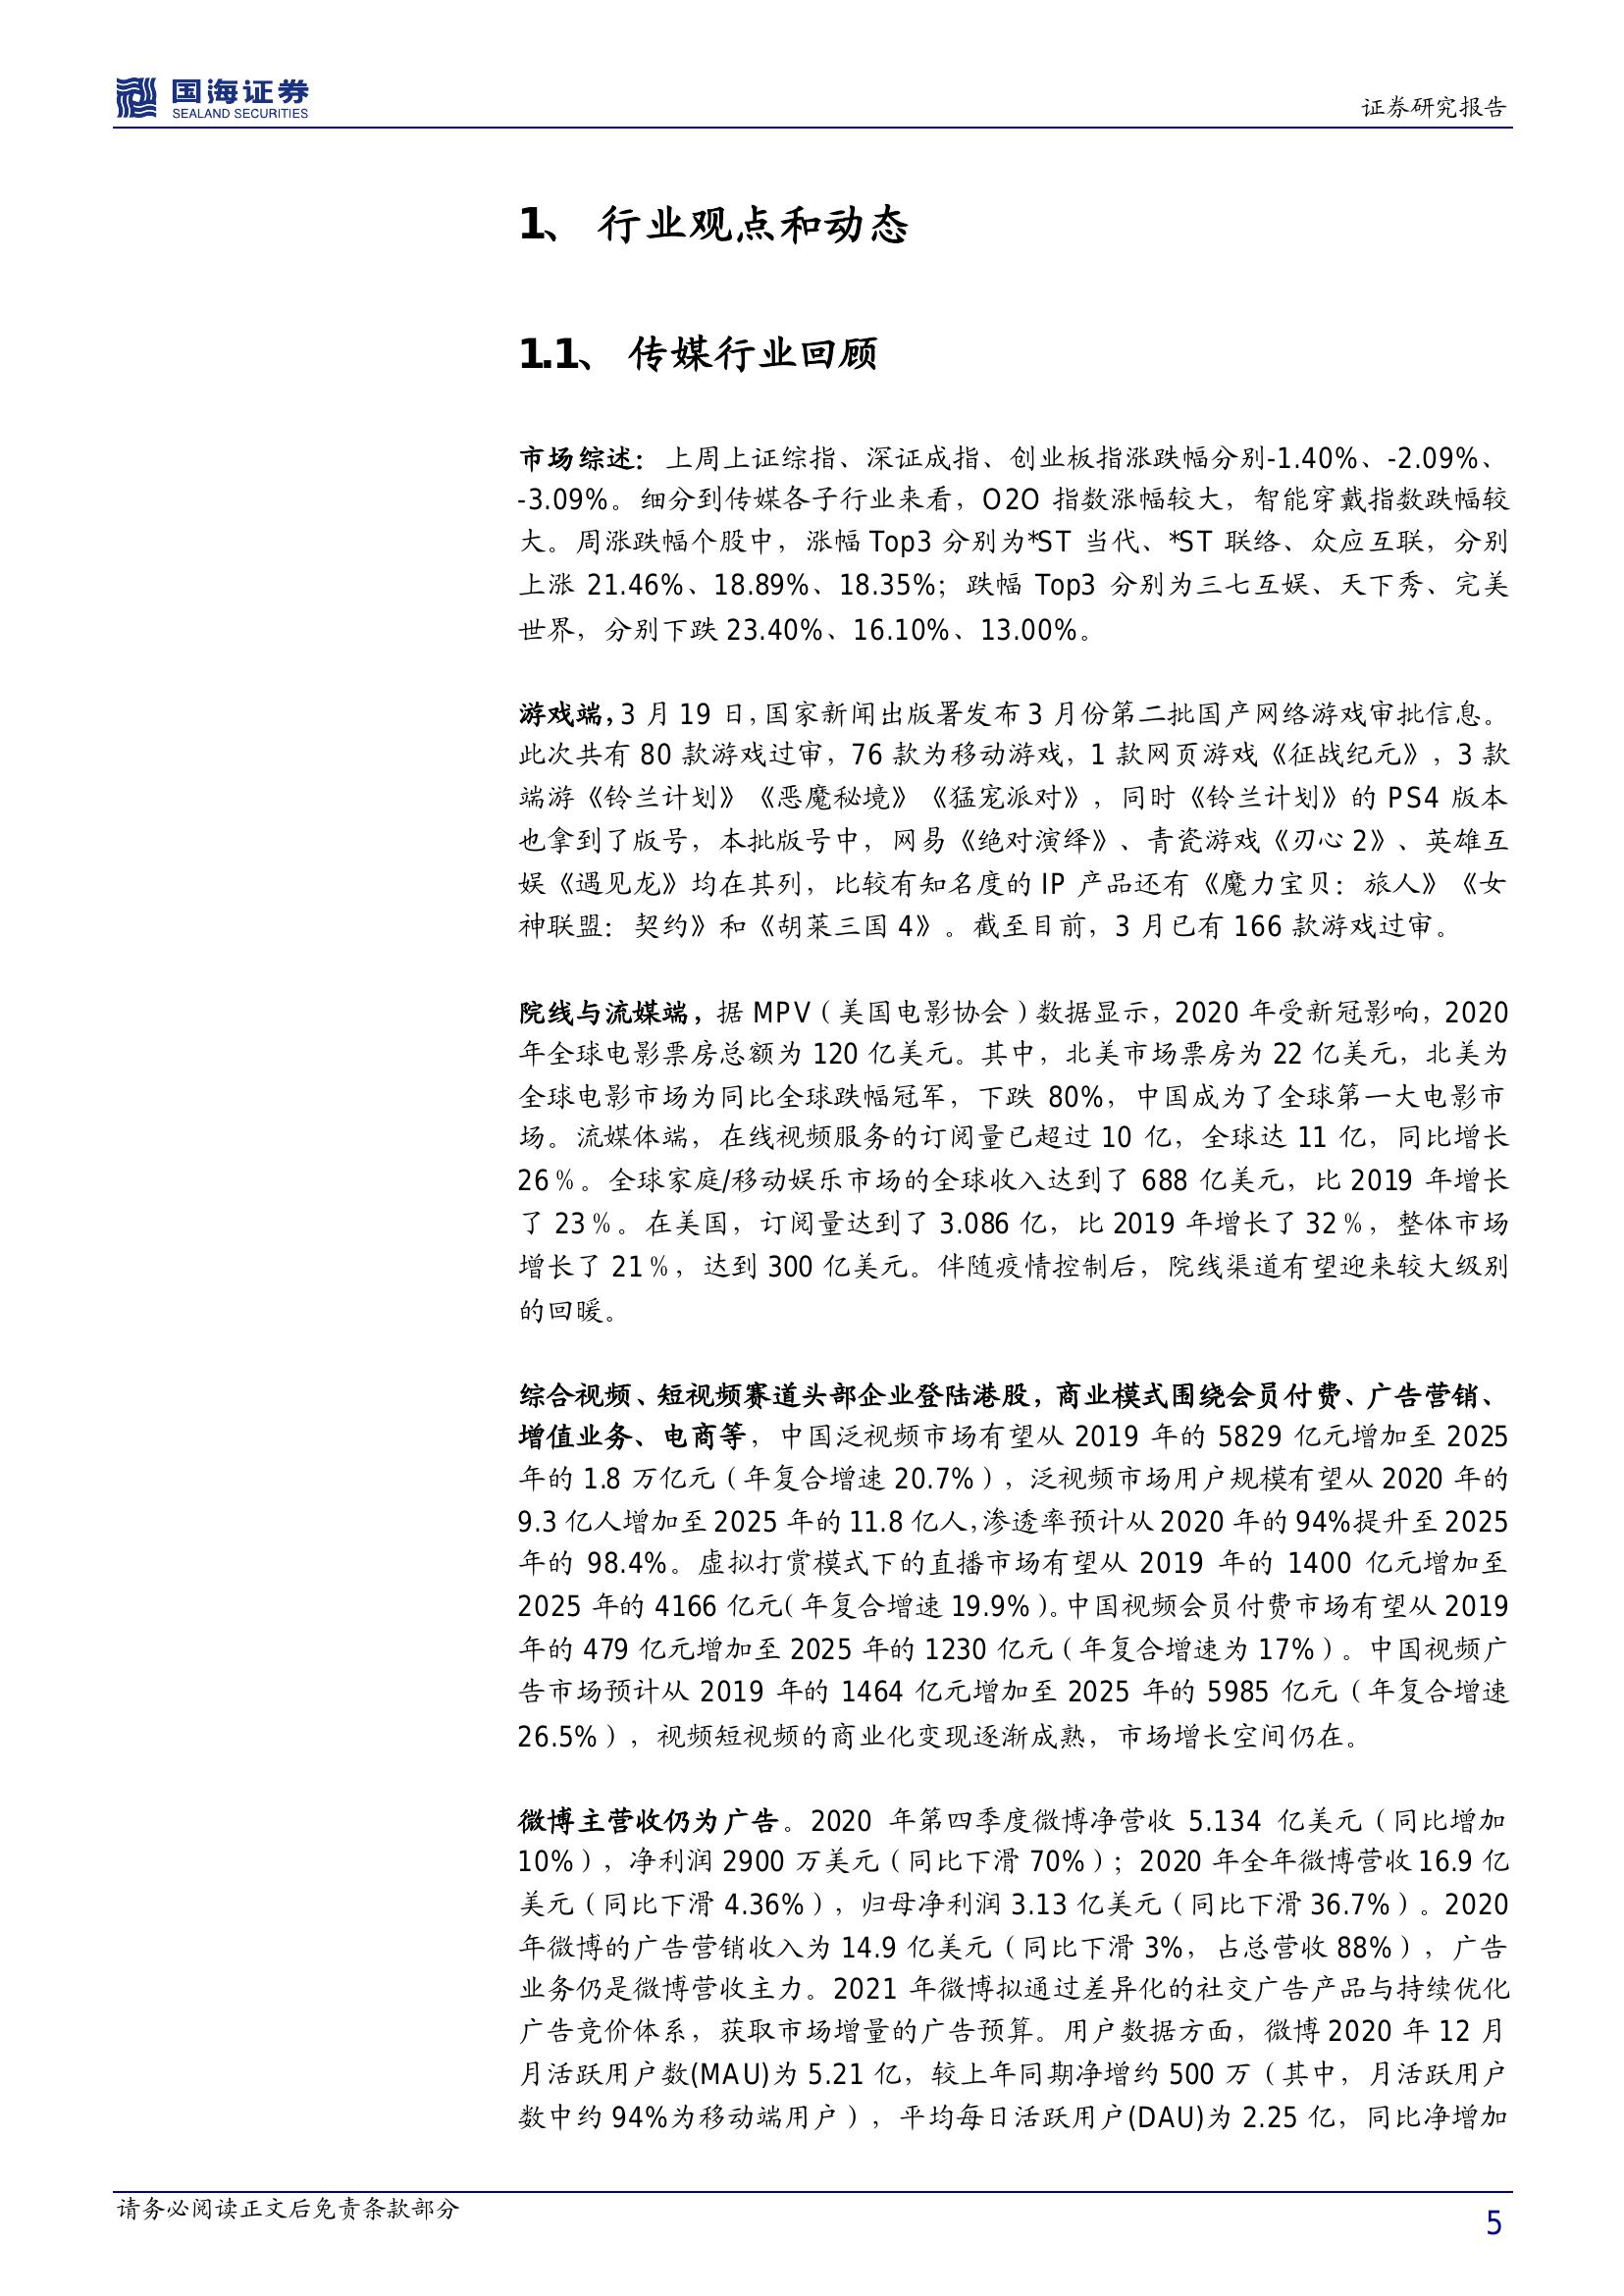 国海证券
SEALAND SECURITIES
证券研究报告
1、 行业观点和动态
1.1、 传媒行业回顾
市场综述：上周上证综指、深证成指、创业板指涨跌幅分别-1.40%、-2.09%、
-3.09%。细分到传媒各子行业来看，O2O 指数涨幅较大，智能穿戴指数跌幅较
大。周涨跌幅个股中，涨幅 Top3 分别为*ST 当代、*ST 联络、众应互联，分别
上涨 21.46%、18.89%、18.35%；跌幅 Top3 分别为三七互娱、天下秀、完美
世界，分别下跌 23.40%、16.10%、13.00%。
游戏端，3 月 19 日，国家新闻出版署发布 3 月份第二批国产网络游戏审批信息。
此次共有 80 款游戏过审，76 款为移动游戏，1 款网页游戏《征战纪元》，3 款
端游《铃兰计划》《恶魔秘境》《猛宠派对》，同时《铃兰计划》的 PS4 版本
也拿到了版号，本批版号中，网易《绝对演绎》、青瓷游戏《刃心 2》、英雄互
娱《遇见龙》均在其列，比较有知名度的 IP 产品还有《魔力宝贝：旅人》《女
神联盟：契约》和《胡莱三国 4》。截至目前，3 月已有 166 款游戏过审。
院线与流媒端，据 MPV（美国电影协会）数据显示，2020 年受新冠影响，2020
年全球电影票房总额为 120 亿美元。其中，北美市场票房为 22 亿美元，北美为
全球电影市场为同比全球跌幅冠军，下跌 80%，中国成为了全球第一大电影市
场。流媒体端，在线视频服务的订阅量已超过 10 亿，全球达 11 亿，同比增长
26％。全球家庭/移动娱乐市场的全球收入达到了 688 亿美元，比 2019 年增长
了 23％。在美国，订阅量达到了 3.086 亿，比 2019 年增长了 32％，整体市场
增长了 21％，达到 300 亿美元。伴随疫情控制后，院线渠道有望迎来较大级别
的回暖。
综合视频、短视频赛道头部企业登陆港股，商业模式围绕会员付费、广告营销、
增值业务、电商等，中国泛视频市场有望从 2019 年的 5829 亿元增加至 2025
年的 1.8 万亿元（年复合增速 20.7%），泛视频市场用户规模有望从 2020 年的
9.3 亿人增加至 2025 年的 11.8 亿人，渗透率预计从 2020 年的 94%提升至 2025
年的 98.4%。虚拟打赏模式下的直播市场有望从 2019 年的 1400 亿元增加至
2025 年的 4166 亿元（年复合增速 19.9%）。中国视频会员付费市场有望从 2019
年的 479 亿元增加至 2025 年的 1230 亿元（年复合增速为 17%）。中国视频广
告市场预计从 2019 年的 1464 亿元增加至 2025 年的 5985 亿元（年复合增速
26.5%），视频短视频的商业化变现逐渐成熟，市场增长空间仍在。
微博主营收仍为广告。2020 年第四季度微博净营收 5.134 亿美元（同比增加
10%），净利润 2900 万美元（同比下滑 70%）；2020 年全年微博营收 16.9 亿
美元（同比下滑 4.36%），归母净利润 3.13 亿美元（同比下滑 36.7%）。2020
年微博的广告营销收入为 14.9 亿美元（同比下滑 3%，占总营收 88%），广告
业务仍是微博营收主力。2021 年微博拟通过差异化的社交广告产品与持续优化
广告竞价体系，获取市场增量的广告预算。用户数据方面，微博 2020 年 12 月
月活跃用户数(MAU)为 5.21 亿，较上年同期净增约 500 万（其中，月活跃用户
数中约 94%为移动端用户），平均每日活跃用户(DAU)为 2.25 亿，同比净增加
请务必阅读正文后免责条款部分
5